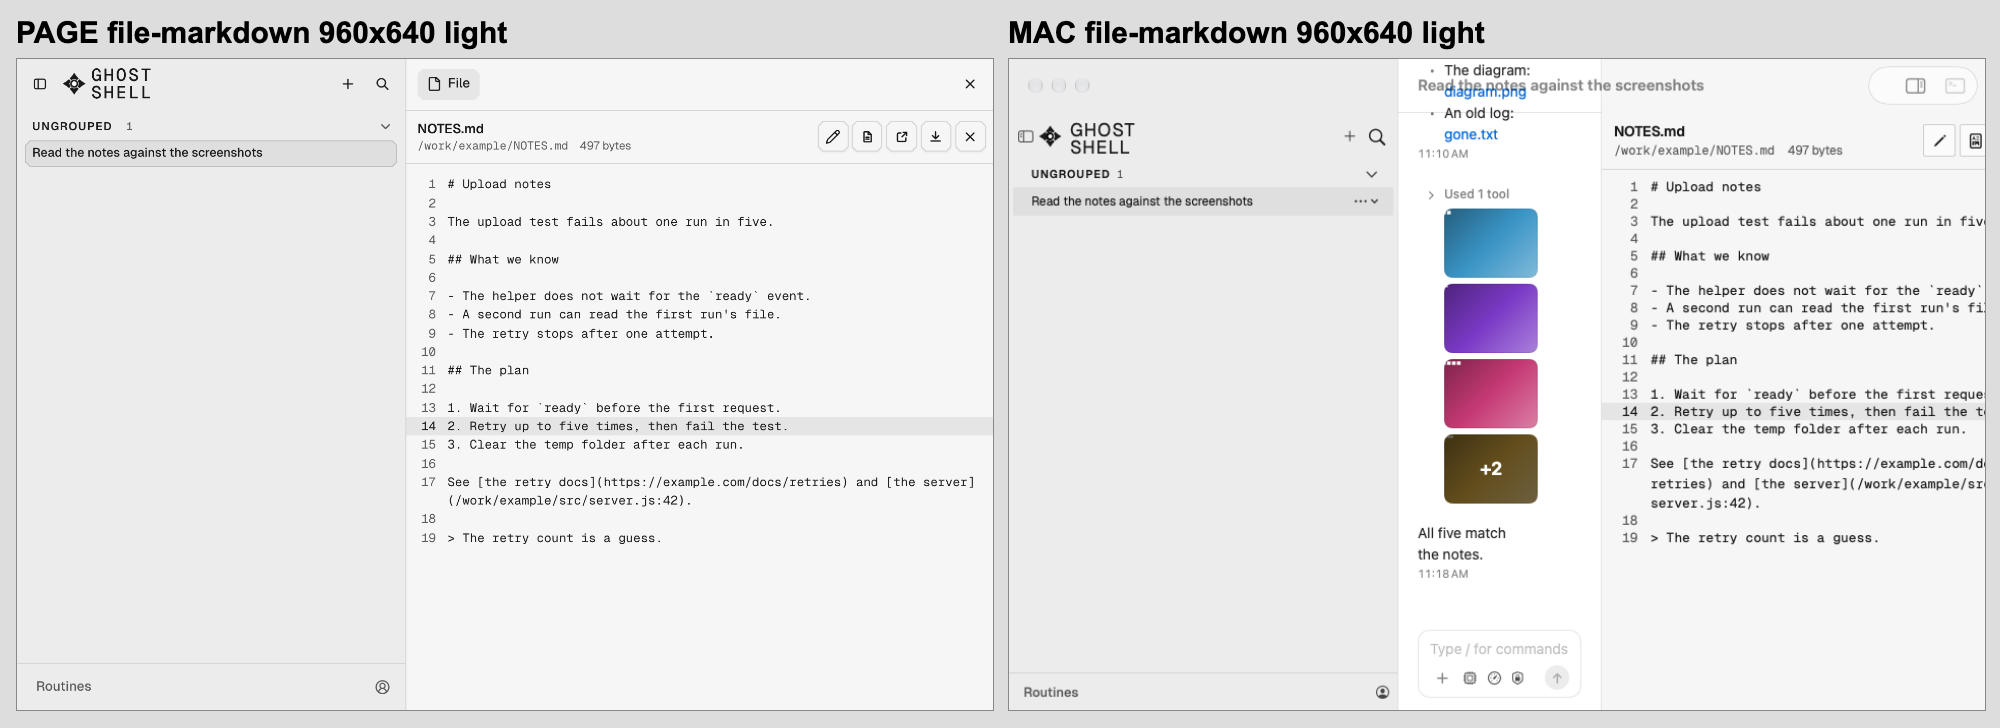 PAGE file-markdown 960x640 light
GHOST
SHELL
UNGROUPED 1
Read the notes against the screenshots
Routines
File
NOTES.md
/work/example/NOTES.md 497 bytes
1 # Upload notes
2
3 The upload test fails about one run in five.
4
5 ## What we know
6
7 - The helper does not wait for the `ready` event.
8 - A second run can read the first run's file.
9 - The retry stops after one attempt.
10
11 ## The plan
12
13 1. Wait for `ready` before the first request.
14 2. Retry up to five times, then fail the test.
15 3. Clear the temp folder after each run.
16
17 See [the retry docs](https://example.com/docs/retries) and [the server]
(/work/example/src/server.js:42).
18
19 > The retry count is a guess.
MAC file-markdown 960x640 light
GHOST
SHELL
UNGROUPED 1
Read the notes against the screenshots
Routines
• The diagram:
Read the notes against the screenshots
diagram.png
• An old log:
gone.txt
11:10 AM
Used 1 tool
+2
All five match
the notes.
11:18 AM
Type / for commands
NOTES.md
/work/example/NOTES.md 497 bytes
1 # Upload notes
2
3 The upload test fails about one run in fiv
4
5 ## What we know
6
7 - The helper does not wait for the `ready`
8 - A second run can read the first run's fi
9 - The retry stops after one attempt.
10
11 ## The plan
12
13 1. Wait for `ready` before the first reque
14 2. Retry up to five times, then fail the t
15 3. Clear the temp folder after each run.
16
17 See [the retry docs](https://example.com/d
retries) and [the server](/work/example/sr
server.js:42).
18
19 > The retry count is a guess.